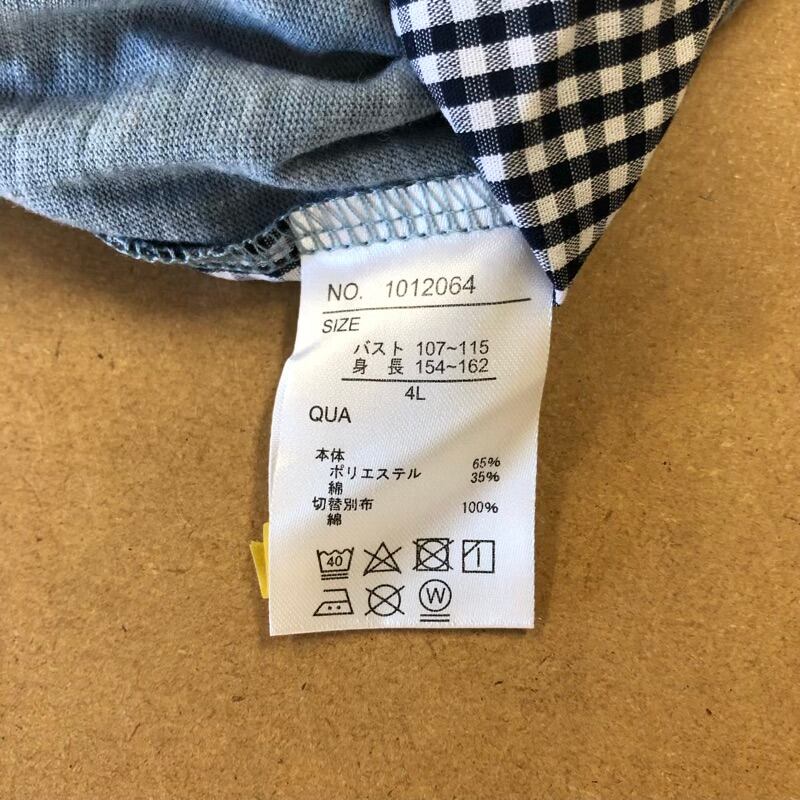 NO. 1012064
SIZE
バスト 107~115
身 長 154~162
4L
QUA
本体
ポリエステル 65%
綿 35%
切替別布
綿 100%
40
W